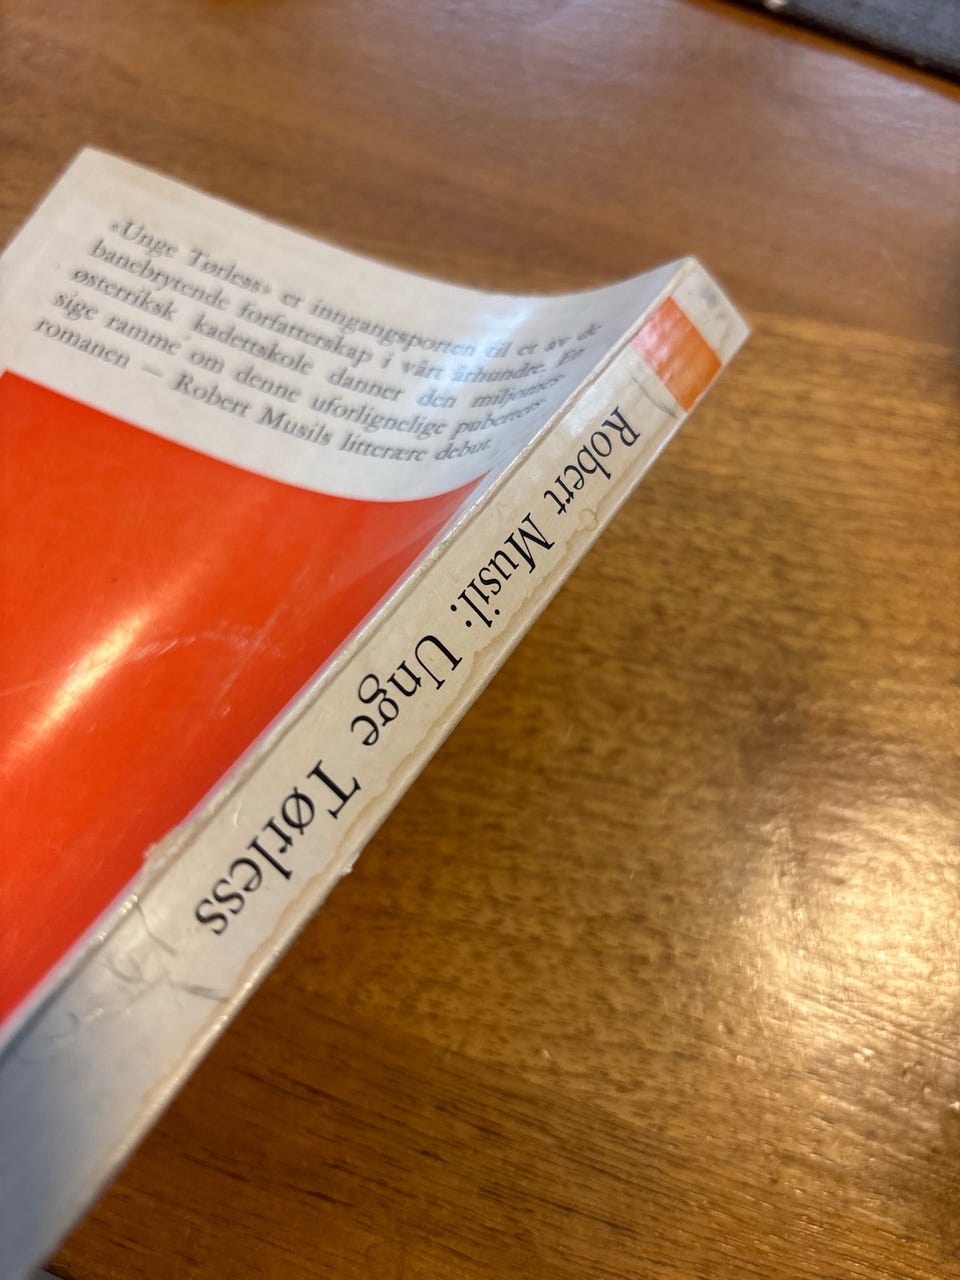 «Unge Tørless» er inngangsporten til et av de
banebrytende forfatterskap i vårt århundre. En
østerriksk kadettskole danner den miljømes-
sige ramme om denne uforlignelige pubertets-
romanen — Robert Musils litterære debut.
Robert Musil: Unge Tørless